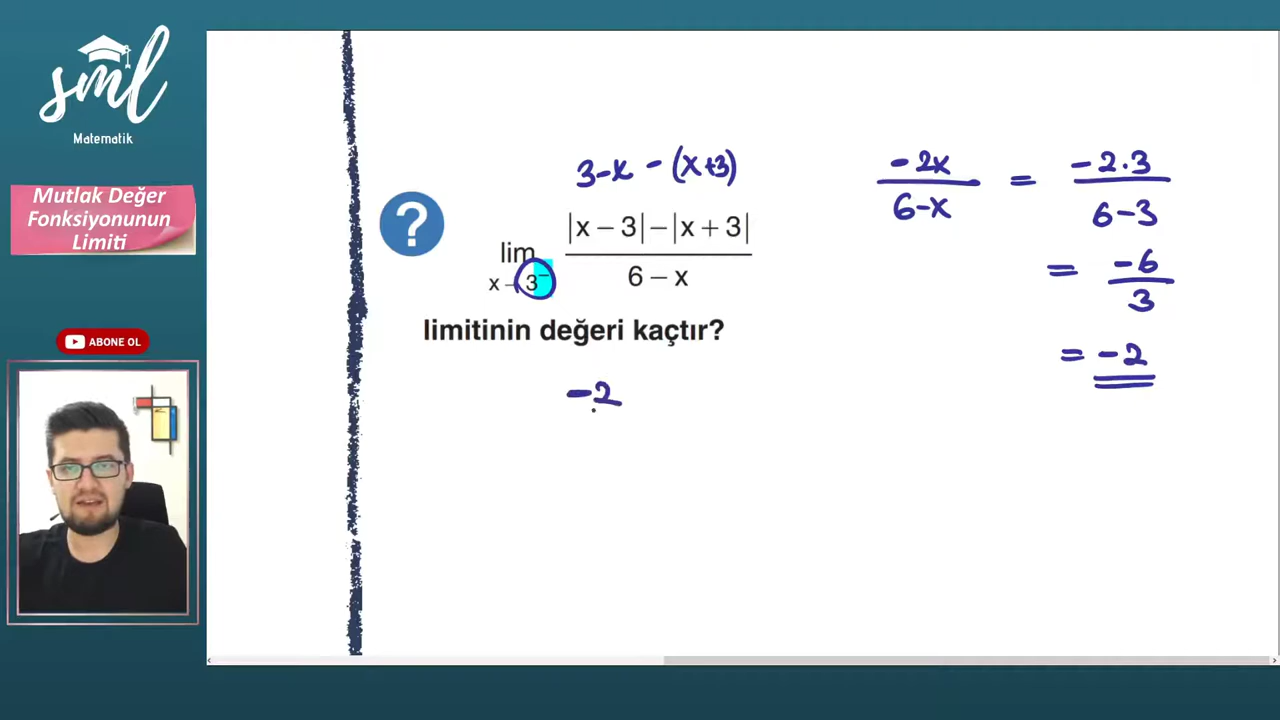 sml
Matematik
Mutlak Değer
Fonksiyonunun
Limiti
ABONE OL
?
3-x - (x+3)
lim |x – 3| – |x + 3|
x → 3⁻ 6 – x
limitinin değeri kaçtır?
-2
-2x = -2.3
6-x 6-3
= -6
3
= -2